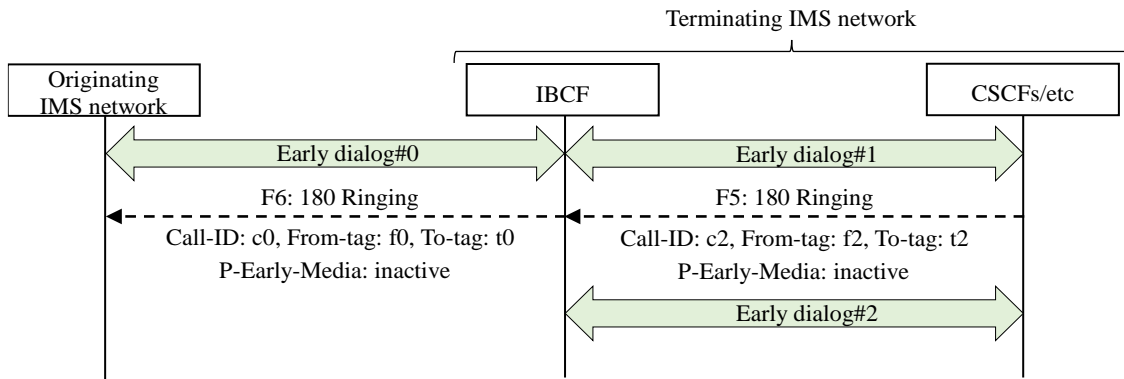 Terminating IMS network
Originating
IMS network
IBCF
CSCFs/etc
Early dialog#0
Early dialog#1
F6: 180 Ringing
F5: 180 Ringing
Call-ID: c0, From-tag: f0, To-tag: t0
Call-ID: c2, From-tag: f2, To-tag: t2
P-Early-Media: inactive
P-Early-Media: inactive
Early dialog#2